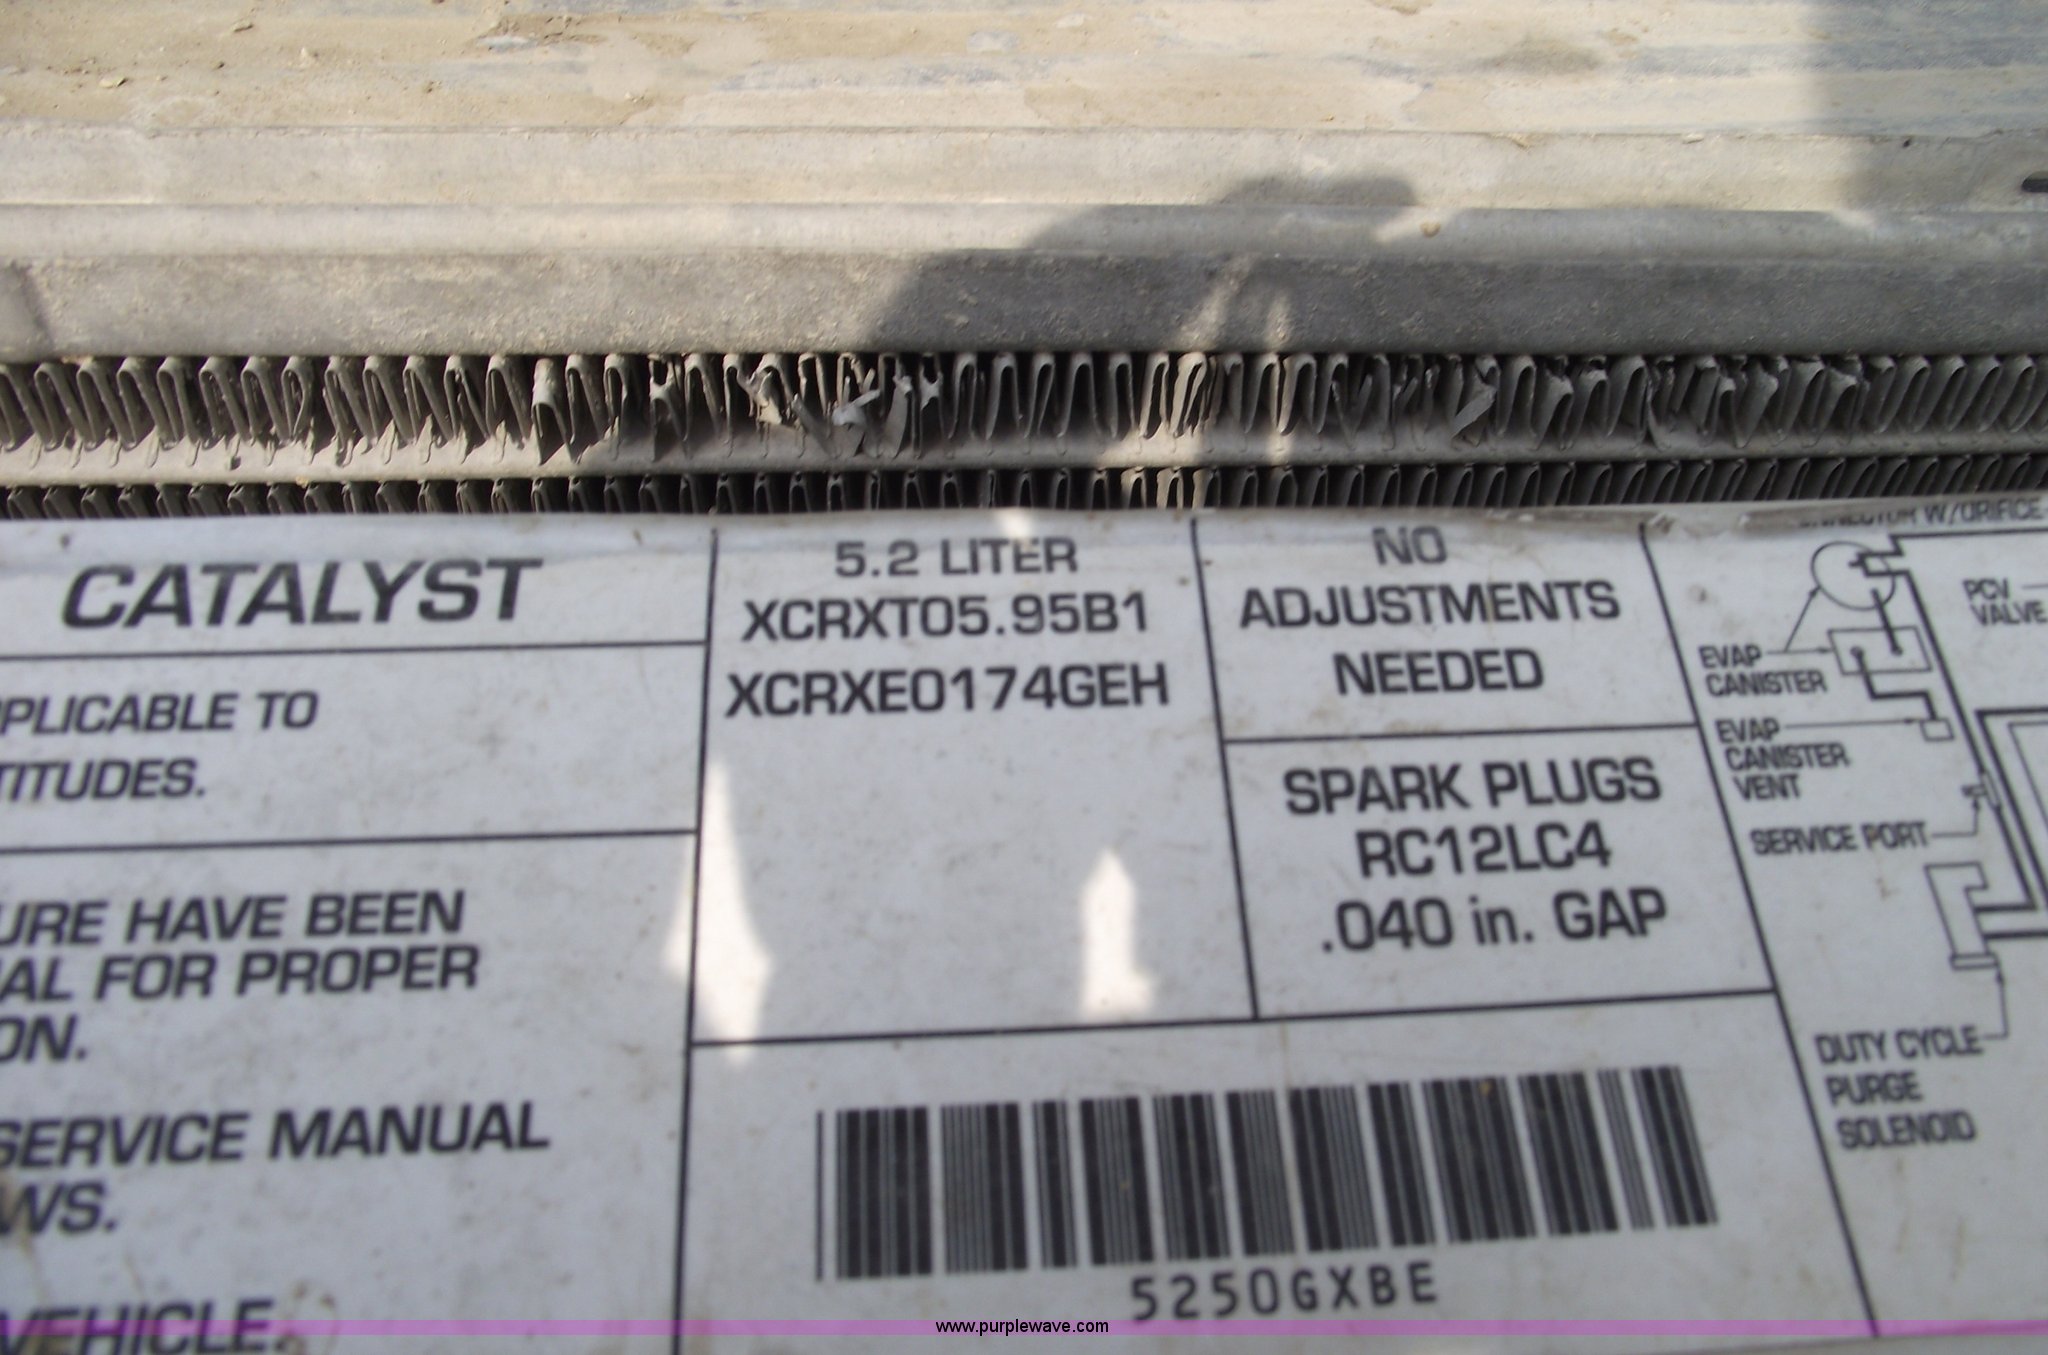 CATALYST
PPLICABLE TO
TITUDES.
URE HAVE BEEN
AL FOR PROPER
ON.
SERVICE MANUAL
WS.
VEHICLE.
5.2 LITER
XCRXT05.95B1
XCRXE0174GEH
NO
ADJUSTMENTS
NEEDED
SPARK PLUGS
RC12LC4
.040 in. GAP
5250GXBE
W/ORIFICE
PCV
VALVE
EVAP
CANISTER
EVAP
CANISTER
VENT
SERVICE PORT
DUTY CYCLE
PURGE
SOLENOID
www.purplewave.com